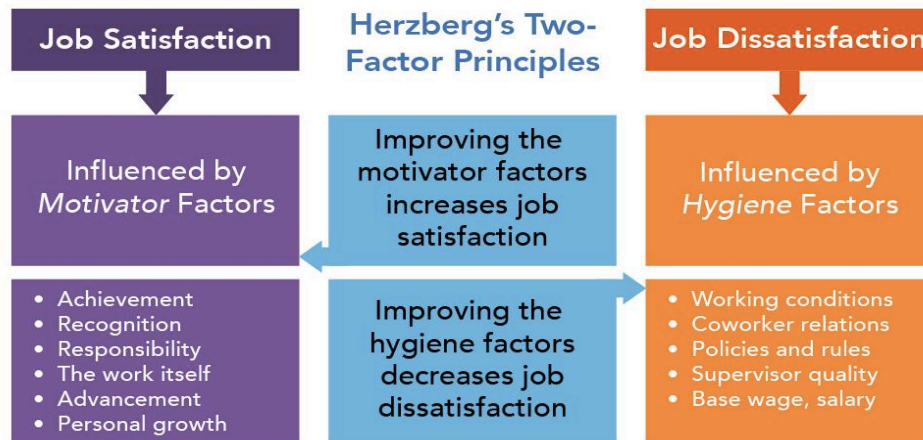 Job Satisfaction
Herzberg's Two-
Factor Principles
Job Dissatisfaction
Influenced by
Motivator Factors
Improving the
motivator factors
increases job
satisfaction
Influenced by
Hygiene Factors
• Achievement
• Recognition
• Responsibility
• The work itself
• Advancement
• Personal growth
Improving the
hygiene factors
decreases job
dissatisfaction
• Working conditions
• Coworker relations
• Policies and rules
• Supervisor quality
• Base wage, salary